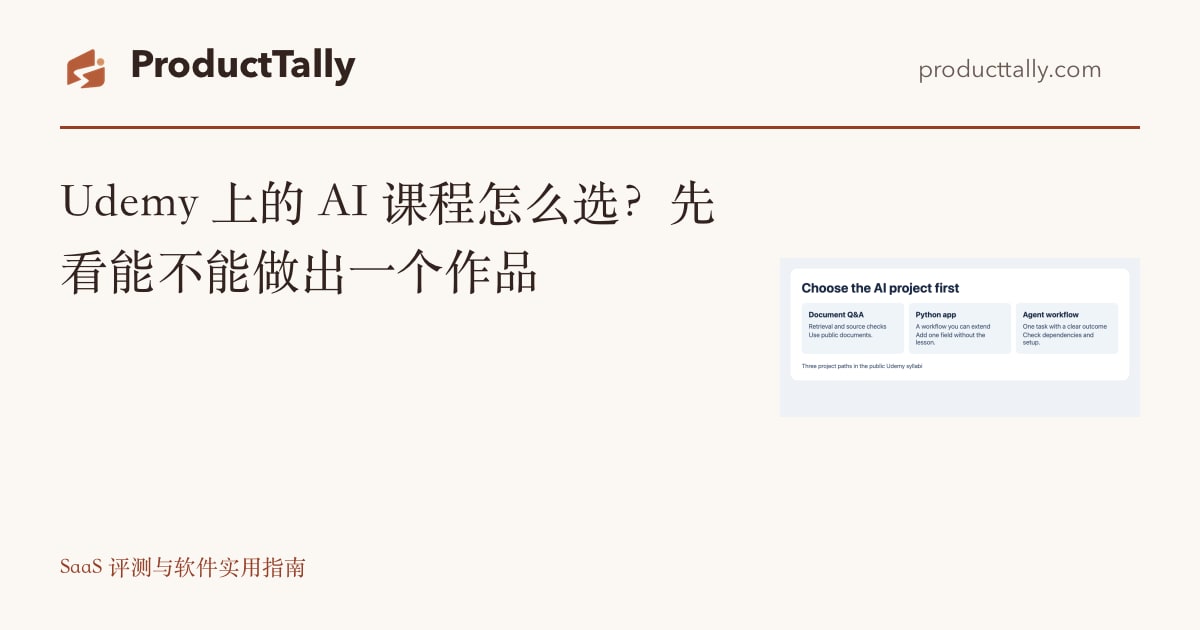 ProductTally
producttally.com
Udemy 上的 AI 课程怎么选？先
看能不能做出一个作品
Choose the AI project first
Document Q&A
Retrieval and source checks
Use public documents.
Python app
A workflow you can extend
Add one field without the
lesson.
Agent workflow
One task with a clear outcome
Check dependencies and
setup.
Three project paths in the public Udemy syllabi
SaaS 评测与软件实用指南